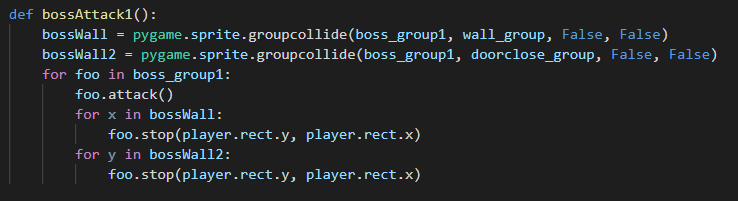 def bossAttack1():
    bossWall = pygame.sprite.groupcollide(boss_group1, wall_group, False, False)
    bossWall2 = pygame.sprite.groupcollide(boss_group1, doorclose_group, False, False)
    for foo in boss_group1:
        foo.attack()
        for x in bossWall:
            foo.stop(player.rect.y, player.rect.x)
        for y in bossWall2:
            foo.stop(player.rect.y, player.rect.x)